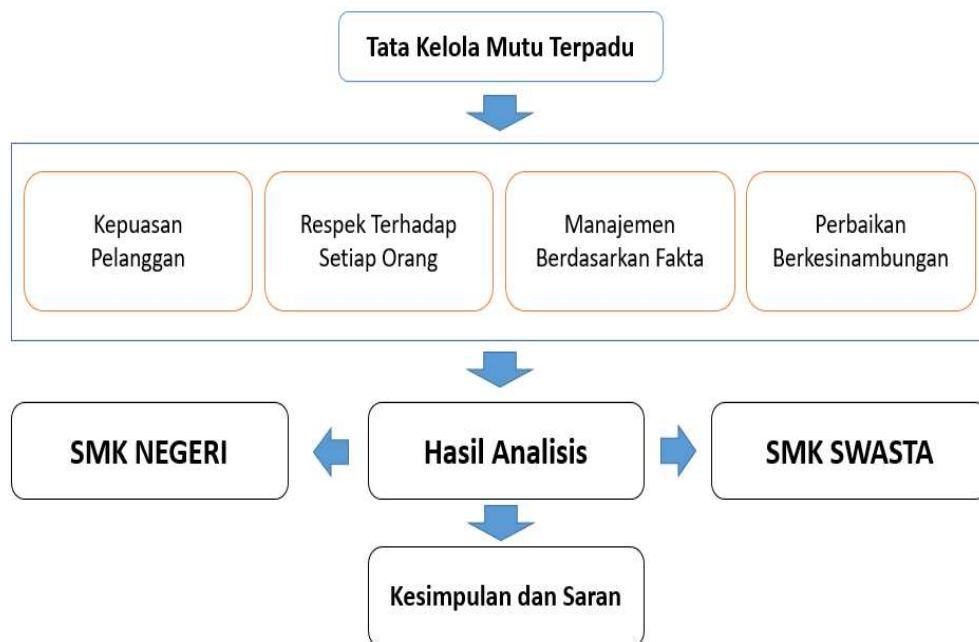 Tata Kelola Mutu Terpadu
Kepuasan
Pelanggan
Respek Terhadap
Setiap Orang
Manajemen
Berdasarkan Fakta
Perbaikan
Berkesinambungan
SMK NEGERI
Hasil Analisis
SMK SWASTA
Kesimpulan dan Saran